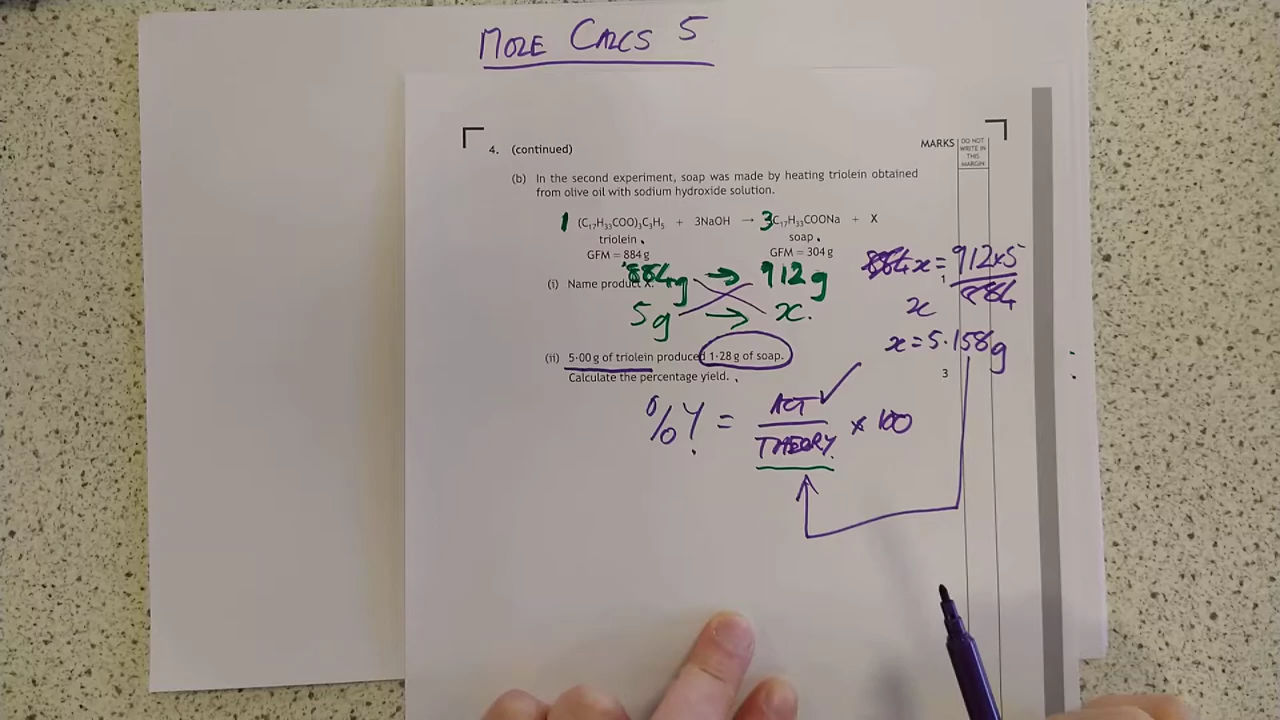 MORE CALCS 5
4. (continued)
MARKS
DO NOT WRITE IN THIS MARGIN
(b) In the second experiment, soap was made by heating triolein obtained
from olive oil with sodium hydroxide solution.
1 (C₁₇H₃₃COO)₃C₃H₅ + 3NaOH → 3C₁₇H₃₃COONa + X
triolein soap
GFM = 884 g GFM = 304 g
884g → 912g
884x = 912x5
884
(i) Name product X.
1
x
5g → x.
x = 5.158g
(ii) 5·00 g of triolein produced 1·28 g of soap.
Calculate the percentage yield.
3
%Y = ACT ✓
THEORY × 100